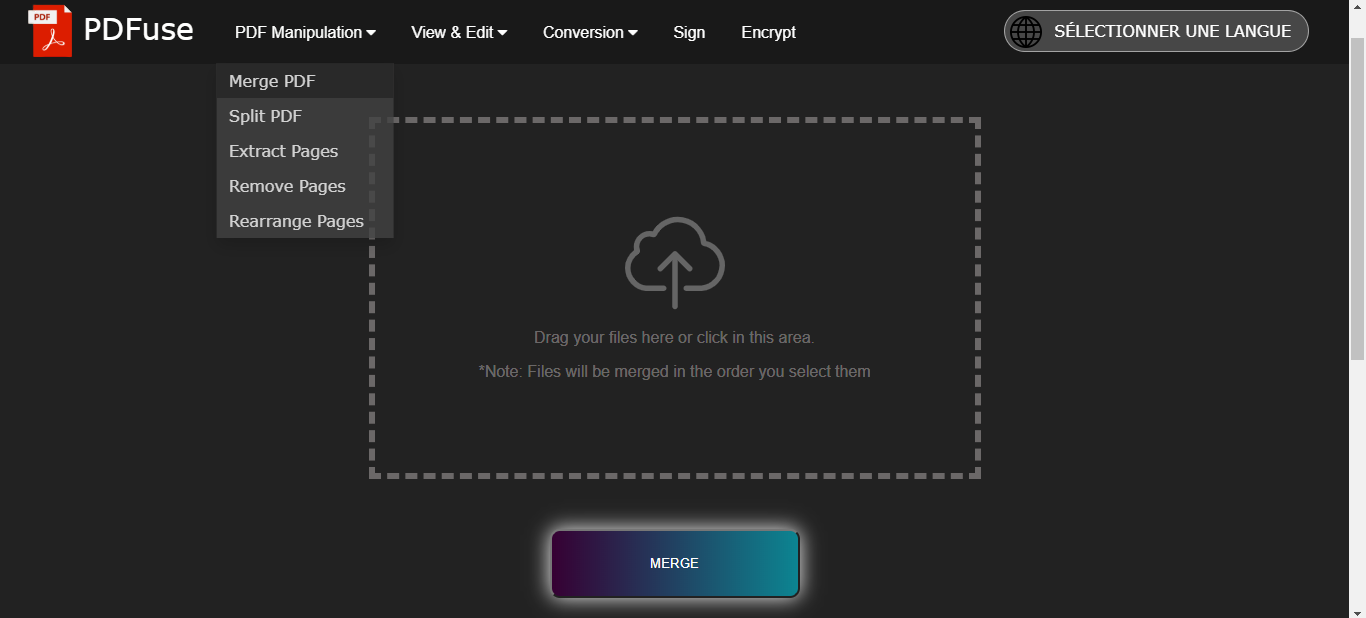 PDF
PDFuse
PDF Manipulation
View & Edit
Conversion
Sign
Encrypt
SÉLECTIONNER UNE LANGUE
Merge PDF
Split PDF
Extract Pages
Remove Pages
Rearrange Pages
Drag your files here or click in this area.
*Note: Files will be merged in the order you select them
MERGE